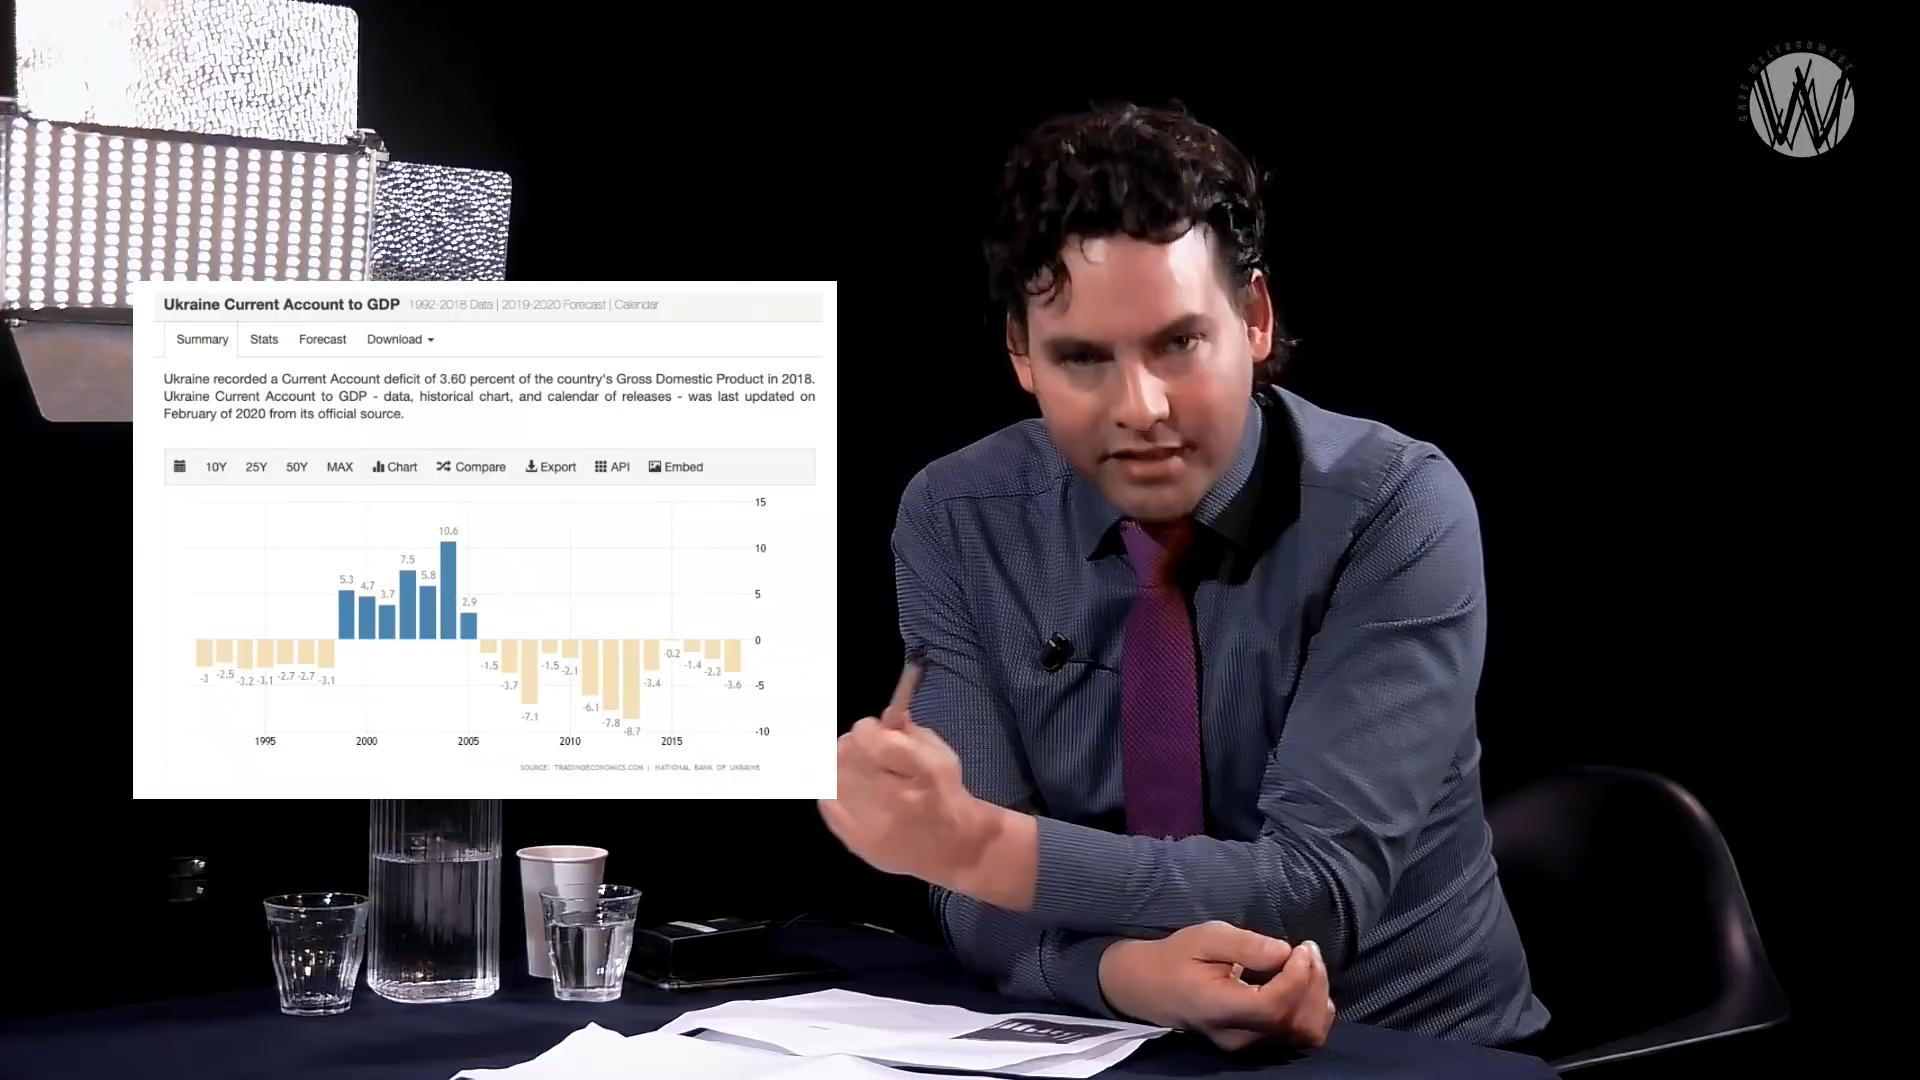 CAFE WELTSCHMERZ
Ukraine Current Account to GDP 1992-2018 Data | 2019-2020 Forecast | Calendar
Summary Stats Forecast Download
Ukraine recorded a Current Account deficit of 3.60 percent of the country's Gross Domestic Product in 2018.
Ukraine Current Account to GDP - data, historical chart, and calendar of releases - was last updated on
February of 2020 from its official source.
10Y 25Y 50Y MAX Chart Compare Export API Embed
15
10.6
10
7.5
5.8
5.3
4.7
3.7
5
2.9
0
-3 -2.5 -3.2 -3.1 -2.7 -2.7 -3.1 -1.5 -3.7 -7.1 -1.5 -2.1 -6.1 -7.8 -8.7 -3.4 -0.2 -1.4 -2.2 -3.6
-5
-10
1995 2000 2005 2010 2015
SOURCE: TRADINGECONOMICS.COM | NATIONAL BANK OF UKRAINE